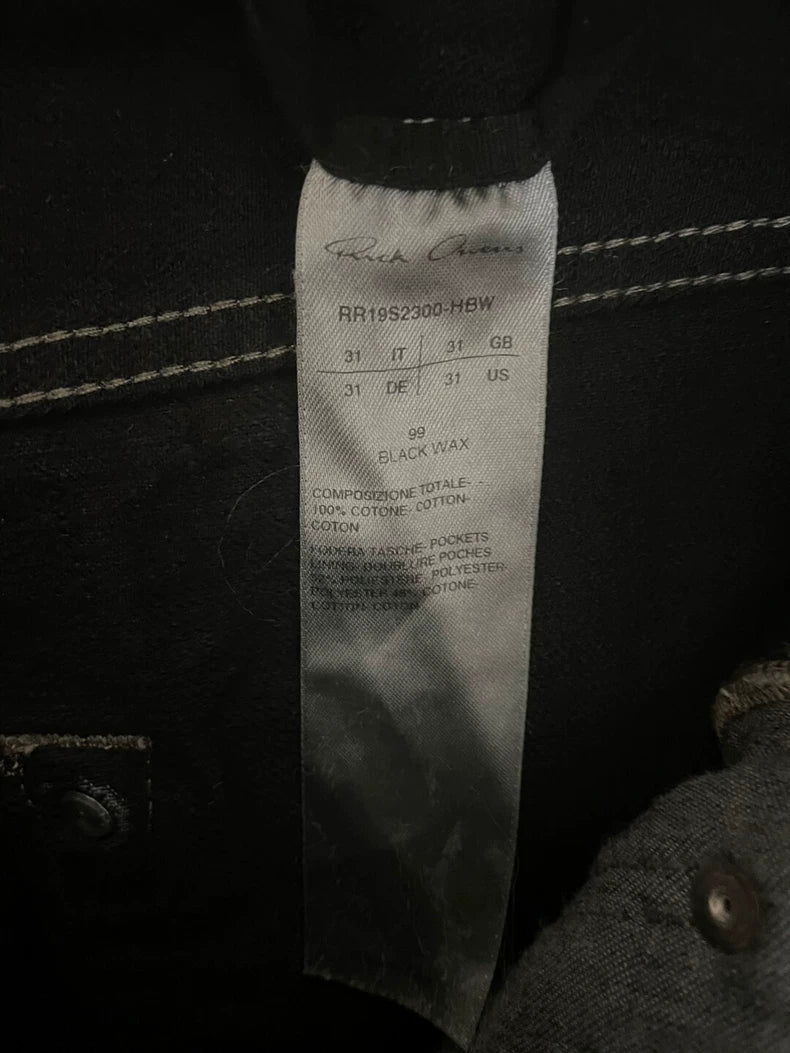 Rick Owens
RR19S2300-HBW
31 IT 31 GB
31 DE 31 US
99
BLACK WAX
COMPOSIZIONE TOTALE- -
100% COTONE- COTTON-
COTON
FODERA TASCHE- POCKETS
LINING- DOUBLURE POCHES
POLIESTERE- POLYESTER-
POLYESTER 48% COTONE-
COTTON- COTON